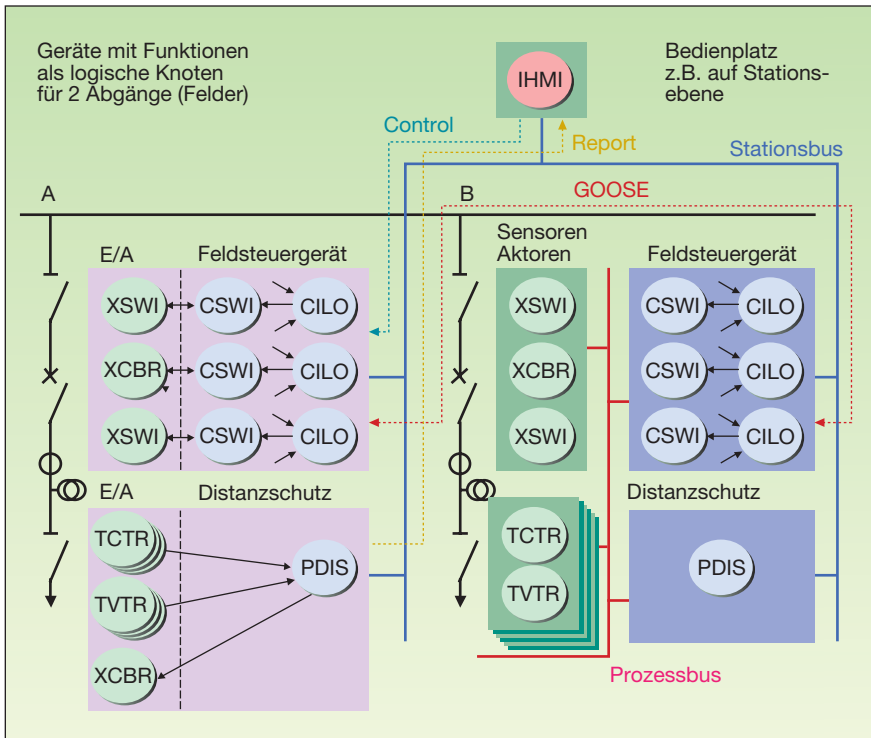 Geräte mit Funktionen
als logische Knoten
für 2 Abgänge (Felder)
IHMI
Bedienplatz
z.B. auf Stations-
ebene
Control
Report
Stationsbus
GOOSE
A
B
E/A
Feldsteuergerät
XSWI
CSWI
CILO
XCBR
CSWI
CILO
XSWI
CSWI
CILO
E/A
Distanzschutz
TCTR
TVTR
XCBR
PDIS
Sensoren
Aktoren
Feldsteuergerät
XSWI
CSWI
CILO
XCBR
CSWI
CILO
XSWI
CSWI
CILO
Distanzschutz
TCTR
TVTR
PDIS
Prozessbus